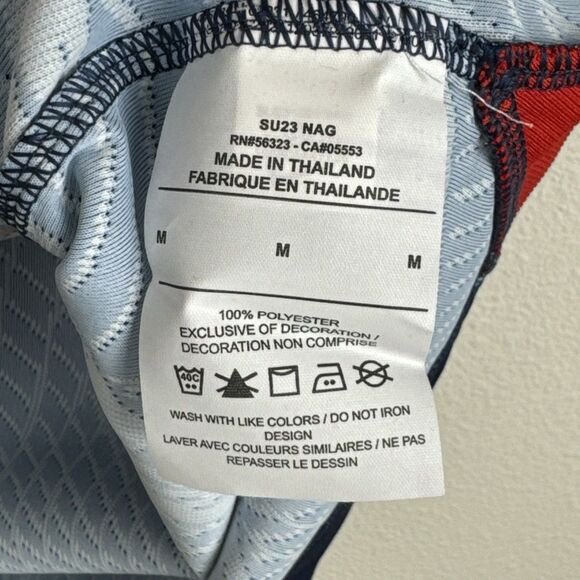 SU23 NAG
RN#56323 - CA#05553
MADE IN THAILAND
FABRIQUE EN THAILANDE
M M M
100% POLYESTER
EXCLUSIVE OF DECORATION /
DECORATION NON COMPRISE
40C
WASH WITH LIKE COLORS / DO NOT IRON
DESIGN
LAVER AVEC COULEURS SIMILAIRES / NE PAS
REPASSER LE DESSIN